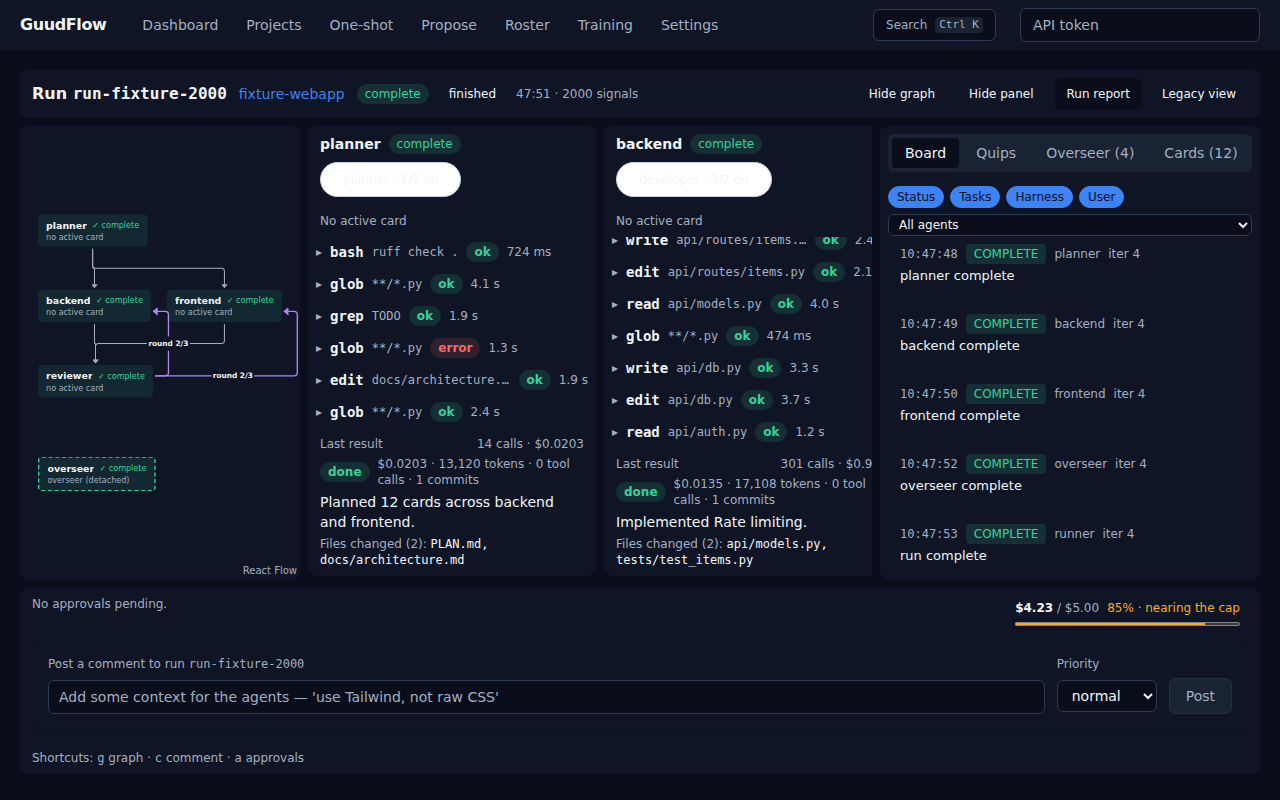 GuudFlow Dashboard Projects One-shot Propose Roster Training Settings Search Ctrl K API token
Run run-fixture-2000 fixture-webapp complete finished 47:51 · 2000 signals Hide graph Hide panel Run report Legacy view
planner ✓ complete
no active card
backend ✓ complete
no active card
frontend ✓ complete
no active card
round 2/3
reviewer ✓ complete
no active card
round 2/3
overseer ✓ complete
overseer (detached)
React Flow
planner complete
planner · 1/7 on
No active card
▸ bash ruff check . ok 724 ms
▸ glob **/*.py ok 4.1 s
▸ grep TODO ok 1.9 s
▸ glob **/*.py error 1.3 s
▸ edit docs/architecture.… ok 1.9 s
▸ glob **/*.py ok 2.4 s
Last result 14 calls · $0.0203
done $0.0203 · 13,120 tokens · 0 tool
calls · 1 commits
Planned 12 cards across backend
and frontend.
Files changed (2): PLAN.md,
docs/architecture.md
backend complete
developer · 3/7 on
No active card
▸ write api/routes/items.… ok 2.4
▸ edit api/routes/items.py ok 2.1
▸ read api/models.py ok 4.0 s
▸ glob **/*.py ok 474 ms
▸ write api/db.py ok 3.3 s
▸ edit api/db.py ok 3.7 s
▸ read api/auth.py ok 1.2 s
Last result 301 calls · $0.9
done $0.0135 · 17,108 tokens · 0 tool
calls · 1 commits
Implemented Rate limiting.
Files changed (2): api/models.py,
tests/test_items.py
Board Quips Overseer (4) Cards (12)
Status Tasks Harness User
All agents
10:47:48 COMPLETE planner iter 4
planner complete
10:47:49 COMPLETE backend iter 4
backend complete
10:47:50 COMPLETE frontend iter 4
frontend complete
10:47:52 COMPLETE overseer iter 4
overseer complete
10:47:53 COMPLETE runner iter 4
run complete
No approvals pending.
$4.23 / $5.00 85% · nearing the cap
Post a comment to run run-fixture-2000 Priority
Add some context for the agents — 'use Tailwind, not raw CSS' normal Post
Shortcuts: g graph · c comment · a approvals